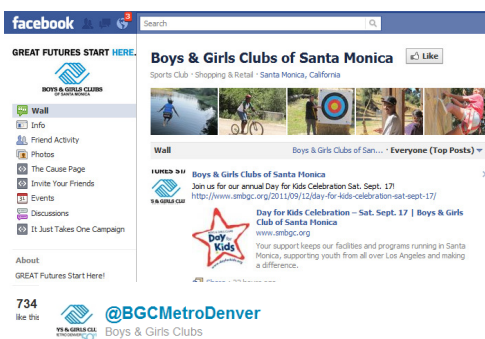 facebook
3
Search
GREAT FUTURES START HERE.
BOYS & GIRLS CLUBS
OF SANTA MONICA
Wall
Info
Friend Activity
Photos
The Cause Page
Invite Your Friends
31 Events
Discussions
It Just Takes One Campaign
About
GREAT Futures Start Here!
734
like this
Boys & Girls Clubs of Santa Monica
Like
Sports Club · Shopping & Retail · Santa Monica, California
Wall
Boys & Girls Clubs of San... · Everyone (Top Posts)
Boys & Girls Clubs of Santa Monica
Join us for our annual Day for Kids Celebration Sat. Sept. 17!
http://www.smbgc.org/2011/09/12/day-for-kids-celebration-sat-sept-17/
Day for Kids
Day for Kids Celebration – Sat. Sept. 17 | Boys & Girls
Club of Santa Monica
www.smbgc.org
Your support keeps our facilities and programs running in Santa
Monica, supporting youth from all over Los Angeles and making
a difference.
@BGCMetroDenver
Boys & Girls Clubs